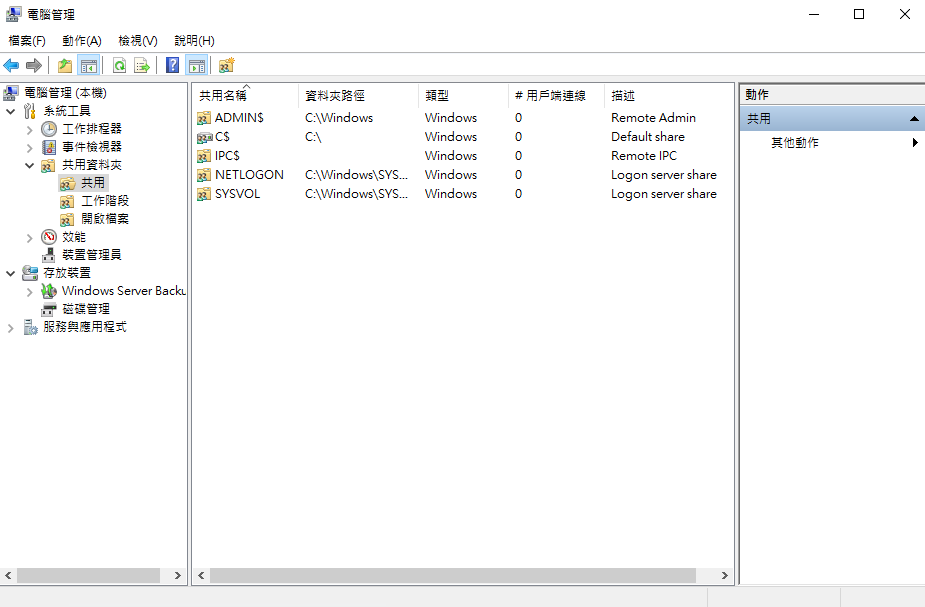 電腦管理
檔案(F) 動作(A) 檢視(V) 說明(H)
電腦管理 (本機)
系統工具
工作排程器
事件檢視器
共用資料夾
共用
工作階段
開啟檔案
效能
裝置管理員
存放裝置
Windows Server Backu
磁碟管理
服務與應用程式
共用名稱 資料夾路徑 類型 # 用戶端連線 描述
ADMIN$ C:\Windows Windows 0 Remote Admin
C$ C:\ Windows 0 Default share
IPC$ Windows 0 Remote IPC
NETLOGON C:\Windows\SYS... Windows 0 Logon server share
SYSVOL C:\Windows\SYS... Windows 0 Logon server share
動作
共用
其他動作